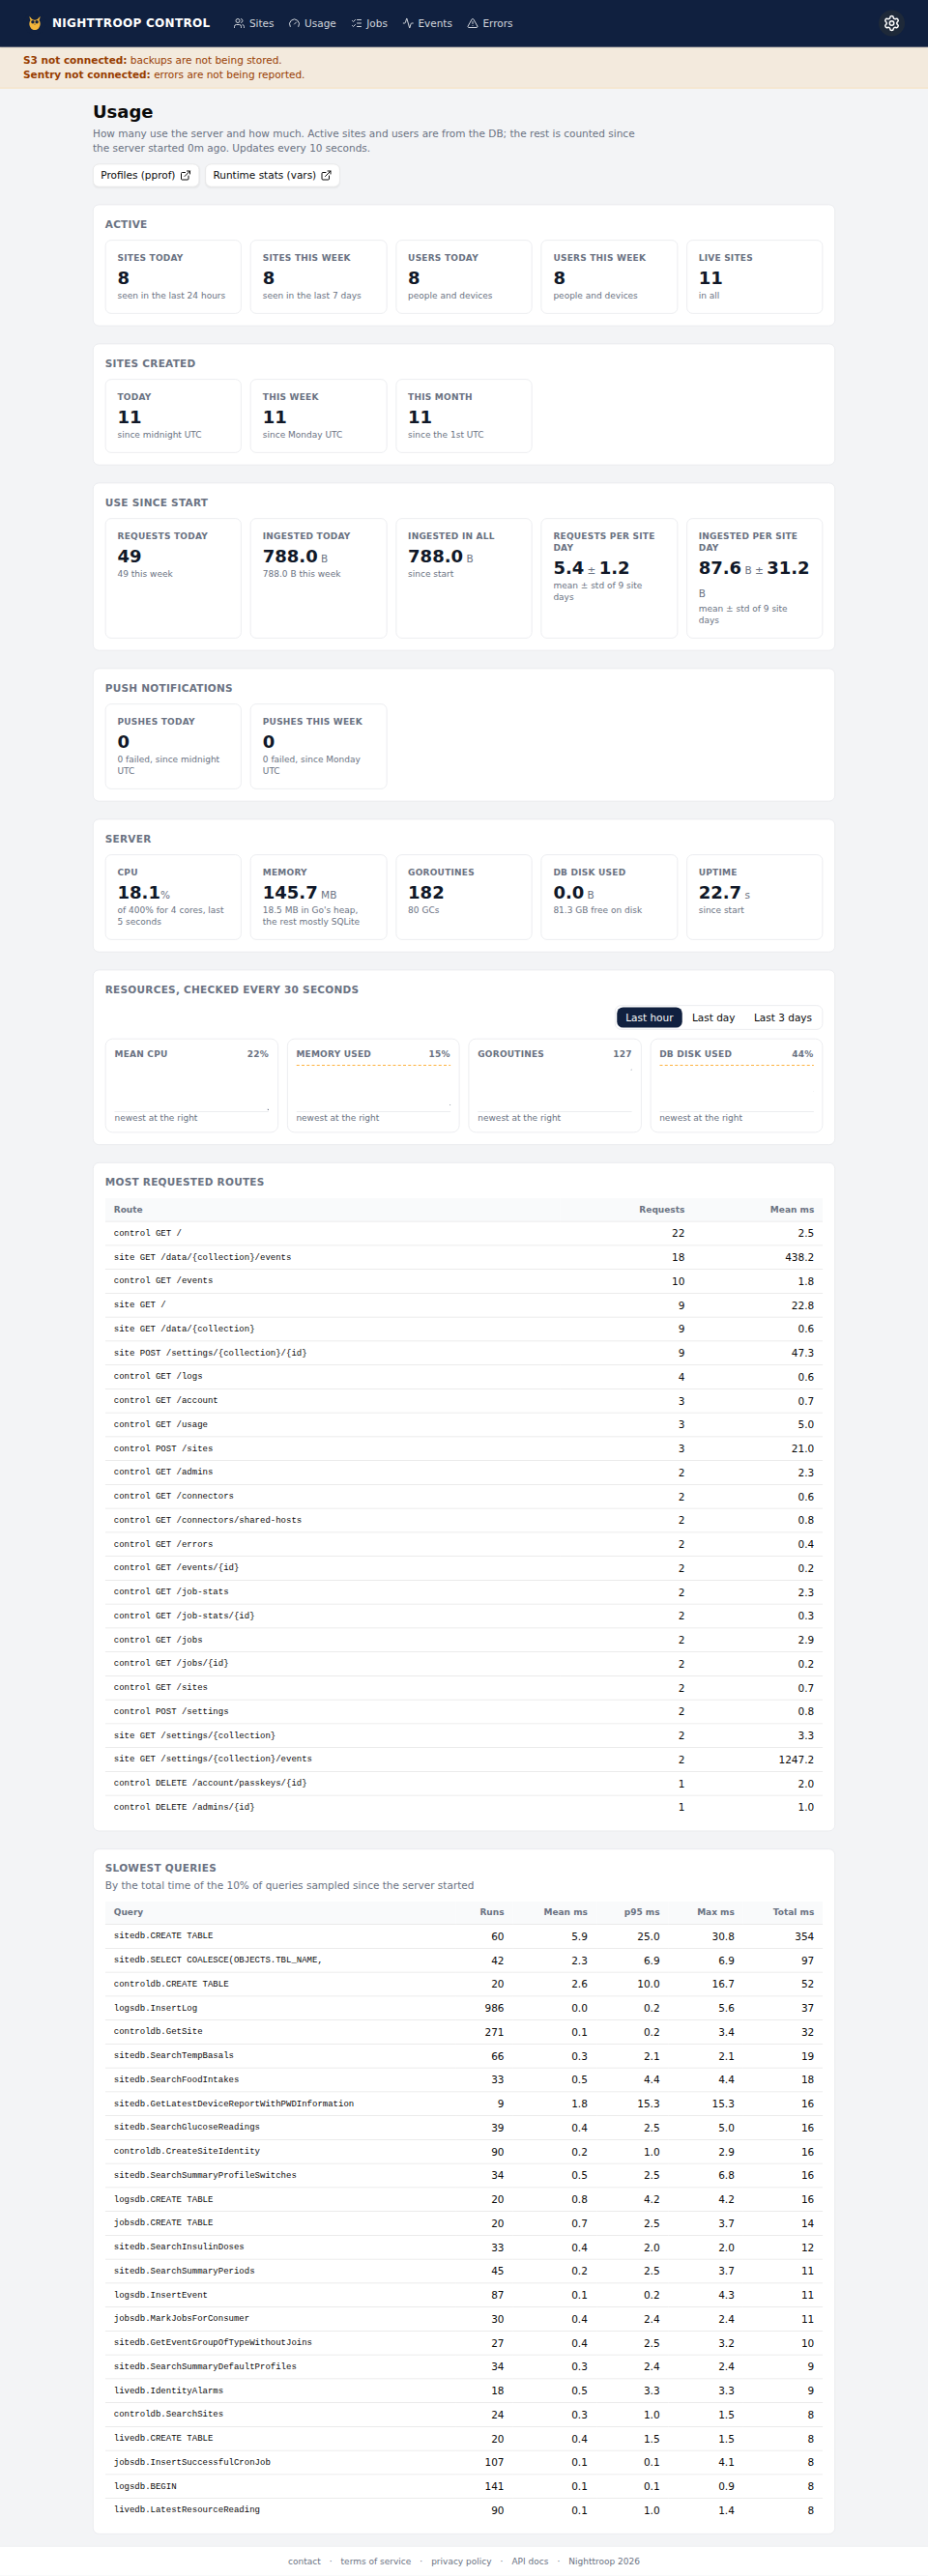 NIGHTTROOP CONTROL Sites Usage Jobs Events Errors
S3 not connected: backups are not being stored.
Sentry not connected: errors are not being reported.
Usage
How many use the server and how much. Active sites and users are from the DB; the rest is counted since
the server started 0m ago. Updates every 10 seconds.
Profiles (pprof) Runtime stats (vars)
ACTIVE
SITES TODAY SITES THIS WEEK USERS TODAY USERS THIS WEEK LIVE SITES
8 8 8 8 11
seen in the last 24 hours seen in the last 7 days people and devices people and devices in all
SITES CREATED
TODAY THIS WEEK THIS MONTH
11 11 11
since midnight UTC since Monday UTC since the 1st UTC
USE SINCE START
REQUESTS TODAY
49
49 this week
INGESTED TODAY
788.0 B
788.0 B this week
INGESTED IN ALL
788.0 B
since start
REQUESTS PER SITE
DAY
5.4 ± 1.2
mean ± std of 9 site
days
INGESTED PER SITE
DAY
87.6 B ± 31.2
B
mean ± std of 9 site
days
PUSH NOTIFICATIONS
PUSHES TODAY
0
0 failed, since midnight
UTC
PUSHES THIS WEEK
0
0 failed, since Monday
UTC
SERVER
CPU
18.1%
of 400% for 4 cores, last
5 seconds
MEMORY
145.7 MB
18.5 MB in Go's heap,
the rest mostly SQLite
GOROUTINES
182
80 GCs
DB DISK USED
0.0 B
81.3 GB free on disk
UPTIME
22.7 s
since start
RESOURCES, CHECKED EVERY 30 SECONDS
Last hour Last day Last 3 days
MEAN CPU 22% MEMORY USED 15% GOROUTINES 127 DB DISK USED 44%
newest at the right newest at the right newest at the right newest at the right
MOST REQUESTED ROUTES
Route Requests Mean ms
control GET / 22 2.5
site GET /data/{collection}/events 18 438.2
control GET /events 10 1.8
site GET / 9 22.8
site GET /data/{collection} 9 0.6
site POST /settings/{collection}/{id} 9 47.3
control GET /logs 4 0.6
control GET /account 3 0.7
control GET /usage 3 5.0
control POST /sites 3 21.0
control GET /admins 2 2.3
control GET /connectors 2 0.6
control GET /connectors/shared-hosts 2 0.8
control GET /errors 2 0.4
control GET /events/{id} 2 0.2
control GET /job-stats 2 2.3
control GET /job-stats/{id} 2 0.3
control GET /jobs 2 2.9
control GET /jobs/{id} 2 0.2
control GET /sites 2 0.7
control POST /settings 2 0.8
site GET /settings/{collection} 2 3.3
site GET /settings/{collection}/events 2 1247.2
control DELETE /account/passkeys/{id} 1 2.0
control DELETE /admins/{id} 1 1.0
SLOWEST QUERIES
By the total time of the 10% of queries sampled since the server started
Query Runs Mean ms p95 ms Max ms Total ms
sitedb.CREATE TABLE 60 5.9 25.0 30.8 354
sitedb.SELECT COALESCE(OBJECTS.TBL_NAME, 42 2.3 6.9 6.9 97
controldb.CREATE TABLE 20 2.6 10.0 16.7 52
logsdb.InsertLog 986 0.0 0.2 5.6 37
controldb.GetSite 271 0.1 0.2 3.4 32
sitedb.SearchTempBasals 66 0.3 2.1 2.1 19
sitedb.SearchFoodIntakes 33 0.5 4.4 4.4 18
sitedb.GetLatestDeviceReportWithPWDInformation 9 1.8 15.3 15.3 16
sitedb.SearchGlucoseReadings 39 0.4 2.5 5.0 16
controldb.CreateSiteIdentity 90 0.2 1.0 2.9 16
sitedb.SearchSummaryProfileSwitches 34 0.5 2.5 6.8 16
logsdb.CREATE TABLE 20 0.8 4.2 4.2 16
jobsdb.CREATE TABLE 20 0.7 2.5 3.7 14
sitedb.SearchInsulinDoses 33 0.4 2.0 2.0 12
sitedb.SearchSummaryPeriods 45 0.2 2.5 3.7 11
logsdb.InsertEvent 87 0.1 0.2 4.3 11
jobsdb.MarkJobsForConsumer 30 0.4 2.4 2.4 11
sitedb.GetEventGroupOfTypeWithoutJoins 27 0.4 2.5 3.2 10
sitedb.SearchSummaryDefaultProfiles 34 0.3 2.4 2.4 9
livedb.IdentityAlarms 18 0.5 3.3 3.3 9
controldb.SearchSites 24 0.3 1.0 1.5 8
livedb.CREATE TABLE 20 0.4 1.5 1.5 8
jobsdb.InsertSuccessfulCronJob 107 0.1 0.1 4.1 8
logsdb.BEGIN 141 0.1 0.1 0.9 8
livedb.LatestResourceReading 90 0.1 1.0 1.4 8
contact · terms of service · privacy policy · API docs · Nighttroop 2026